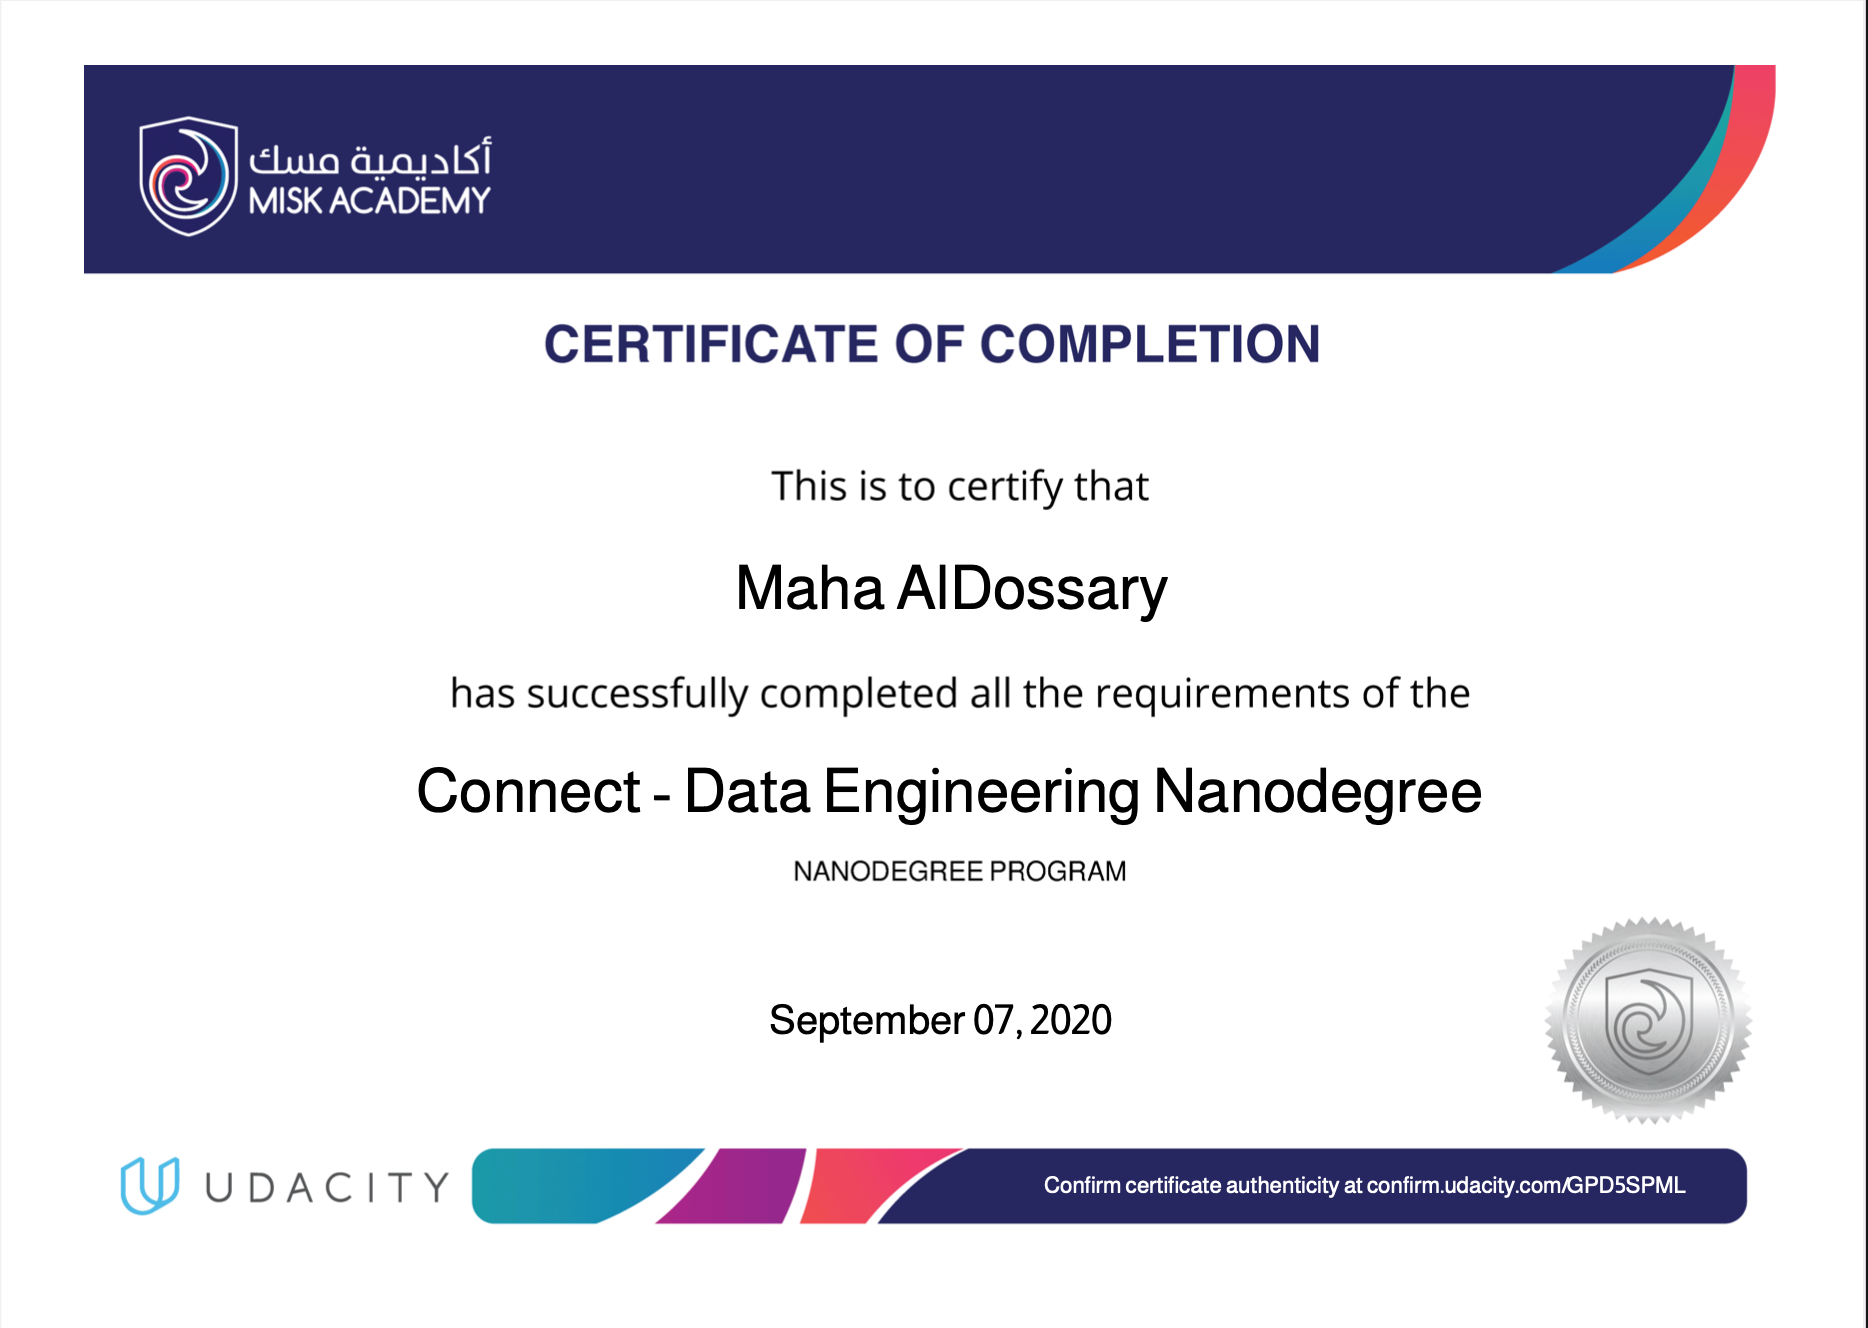 أكاديمية مسك
MISK ACADEMY
CERTIFICATE OF COMPLETION
This is to certify that
Maha AlDossary
has successfully completed all the requirements of the
Connect - Data Engineering Nanodegree
NANODEGREE PROGRAM
September 07, 2020
UDACITY
Confirm certificate authenticity at confirm.udacity.com/GPD5SPML